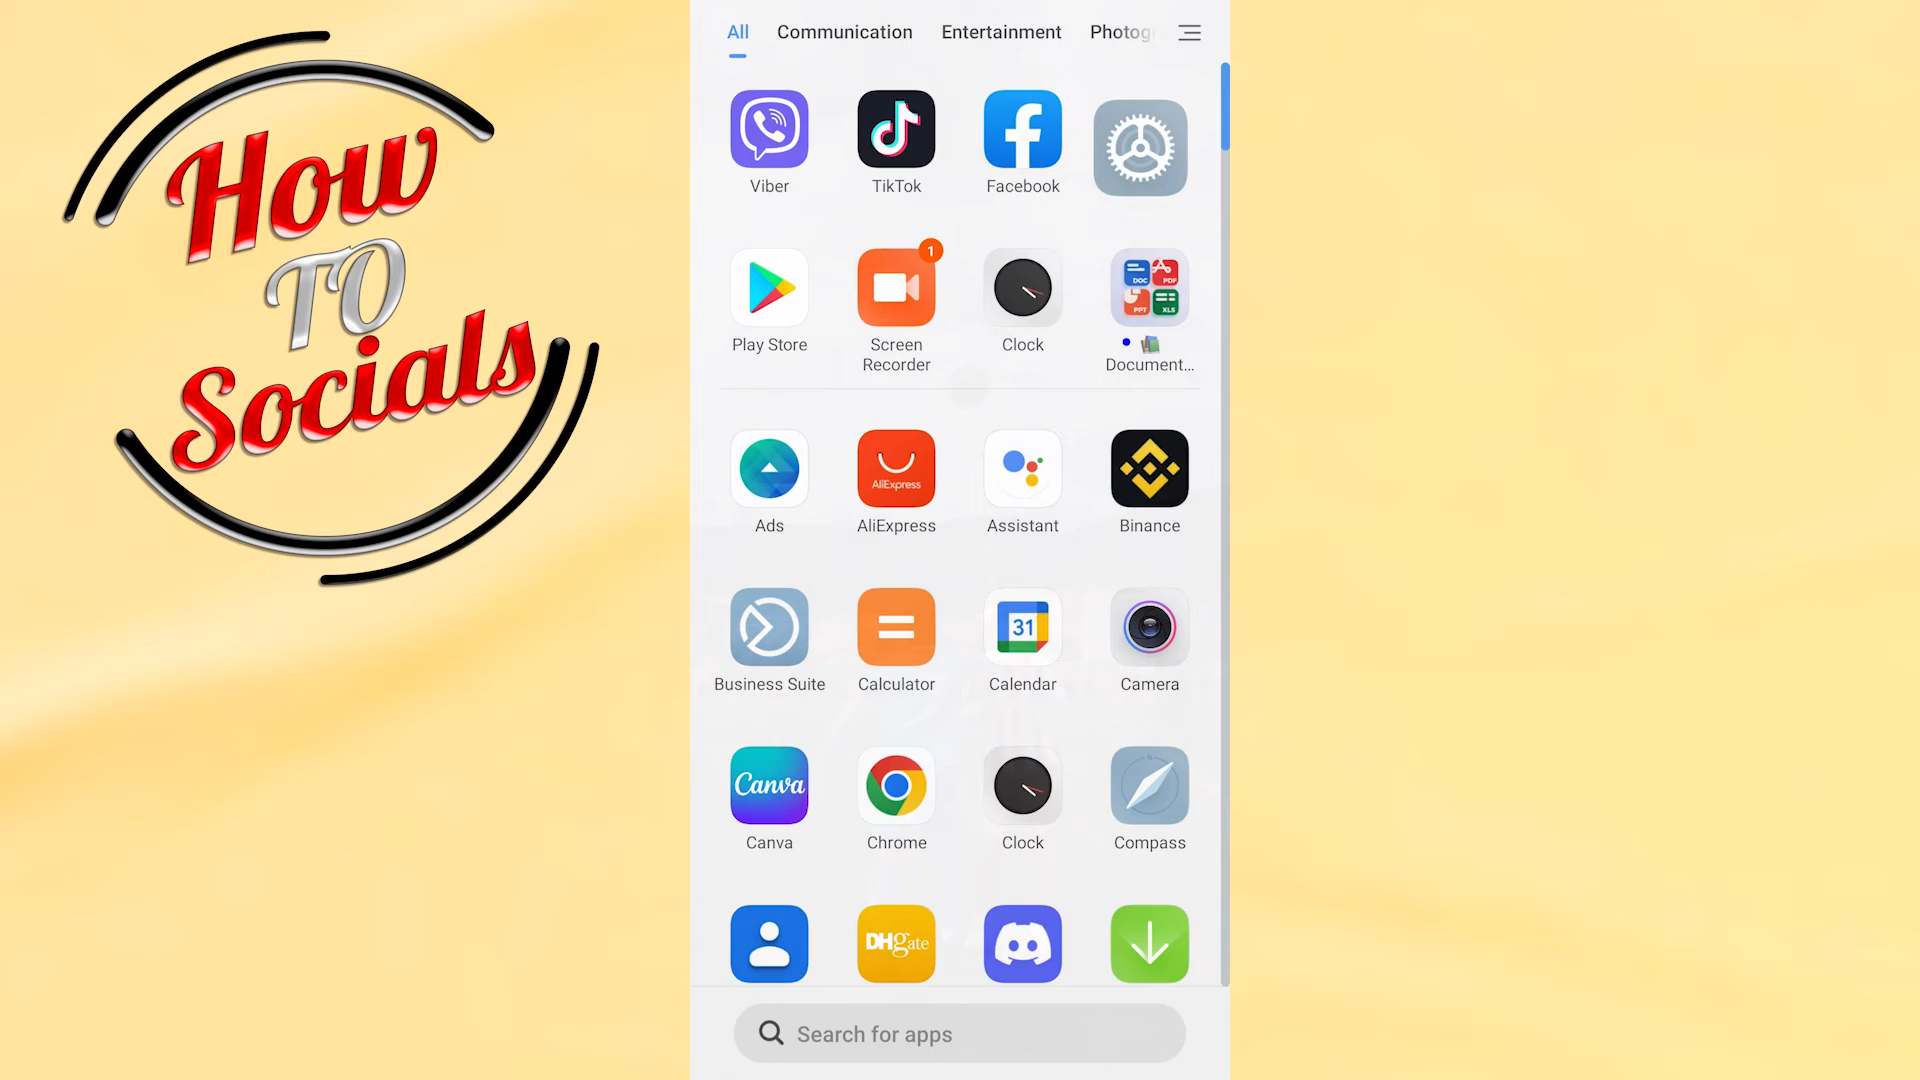 How
TO
Socials
All Communication Entertainment Photog
Viber TikTok Facebook
1
DOC PDF
PPT XLS
Play Store Screen Recorder Clock Document...
AliExpress
Ads AliExpress Assistant Binance
31
Business Suite Calculator Calendar Camera
Canva
Canva Chrome Clock Compass
DHgate
Search for apps